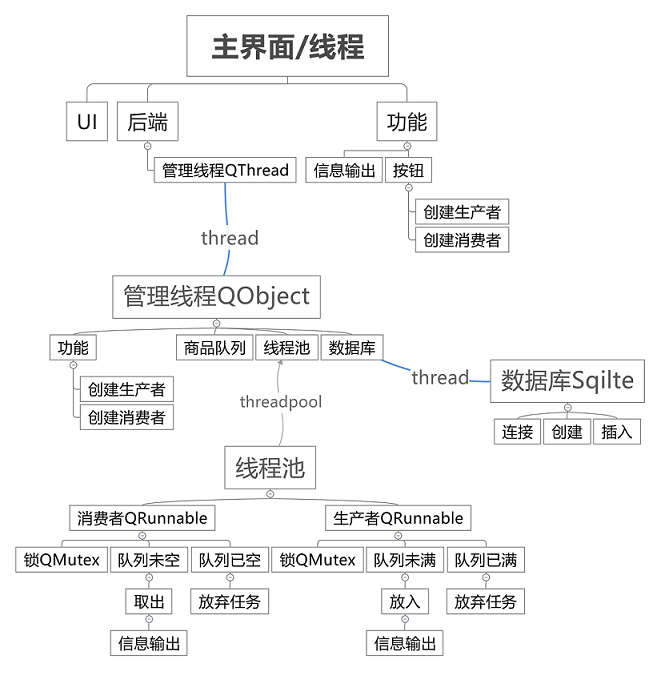 主界面/线程
UI
后端
功能
管理线程QThread
信息输出
按钮
创建生产者
创建消费者
thread
管理线程QObject
功能
商品队列
线程池
数据库
创建生产者
创建消费者
thread
数据库Sqilte
连接
创建
插入
threadpool
线程池
消费者QRunnable
生产者QRunnable
锁QMutex
队列未空
队列已空
锁QMutex
队列未满
队列已满
取出
放弃任务
放入
放弃任务
信息输出
信息输出